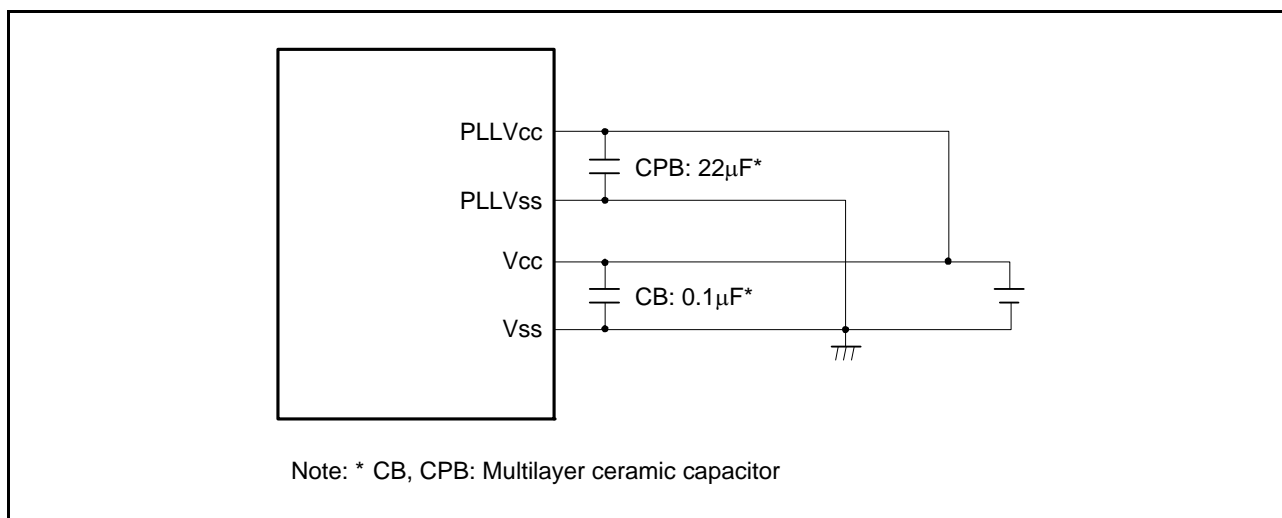 PLLVcc
CPB: 22μF*
PLLVss
Vcc
CB: 0.1μF*
Vss
Note: * CB, CPB: Multilayer ceramic capacitor